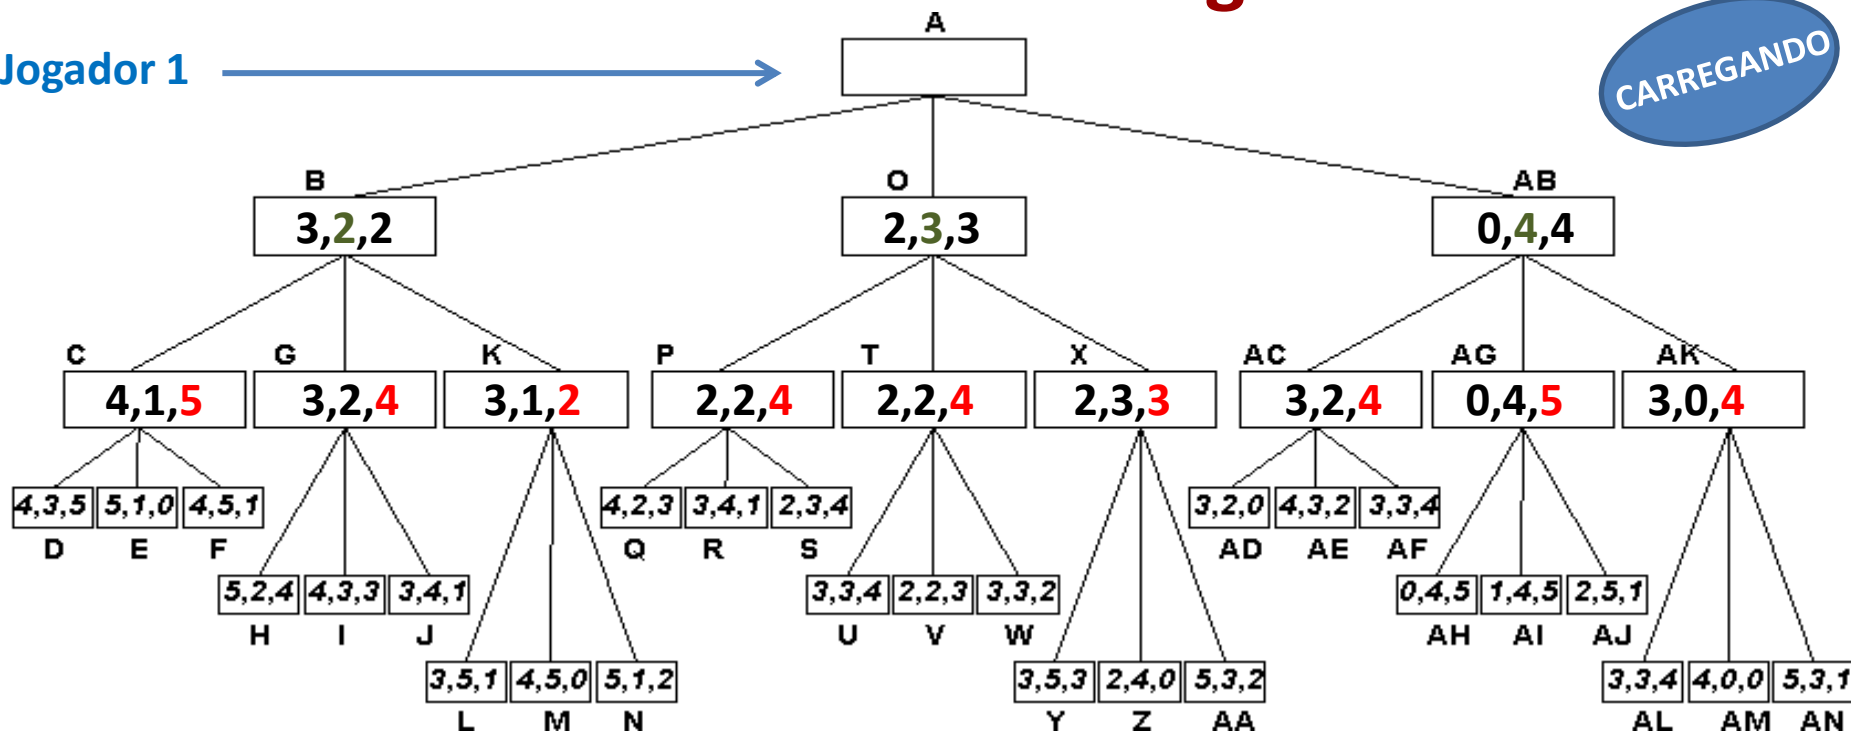 g
A
Jogador 1
CARREGANDO
B
O
AB
3,2,2
2,3,3
0,4,4
C
G
K
P
T
X
AC
AG
AK
4,1,5
3,2,4
3,1,2
2,2,4
2,2,4
2,3,3
3,2,4
0,4,5
3,0,4
4,3,5
5,1,0
4,5,1
4,2,3
3,4,1
2,3,4
3,2,0
4,3,2
3,3,4
D
E
F
Q
R
S
AD
AE
AF
5,2,4
4,3,3
3,4,1
3,3,4
2,2,3
3,3,2
0,4,5
1,4,5
2,5,1
H
I
J
U
V
W
AH
AI
AJ
3,5,1
4,5,0
5,1,2
3,5,3
2,4,0
5,3,2
3,3,4
4,0,0
5,3,1
L
M
N
Y
Z
AA
AL
AM
AN